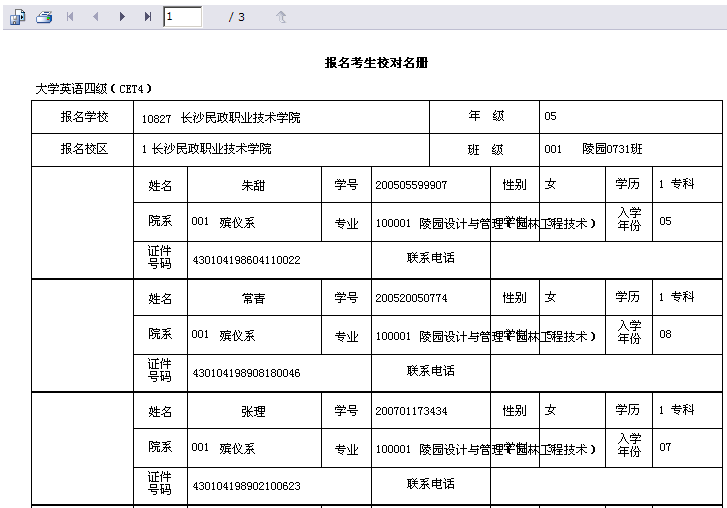 1 / 3
报名考生校对名册
大学英语四级（CET4）
报名学校 10827 长沙民政职业技术学院 年 级 05
报名校区 1 长沙民政职业技术学院 班 级 001 陵园0731班
姓名 朱甜 学号 200505599907 性别 女 学历 1 专科
院系 001 殡仪系 专业 100001 陵园设计与管理（园林工程技术） 入学年份 05
证件号码 430104198604110022 联系电话
姓名 常青 学号 200520050774 性别 女 学历 1 专科
院系 001 殡仪系 专业 100001 陵园设计与管理（园林工程技术） 入学年份 08
证件号码 430104198908180046 联系电话
姓名 张理 学号 200701173434 性别 女 学历 1 专科
院系 001 殡仪系 专业 100001 陵园设计与管理（园林工程技术） 入学年份 07
证件号码 430104198902100623 联系电话